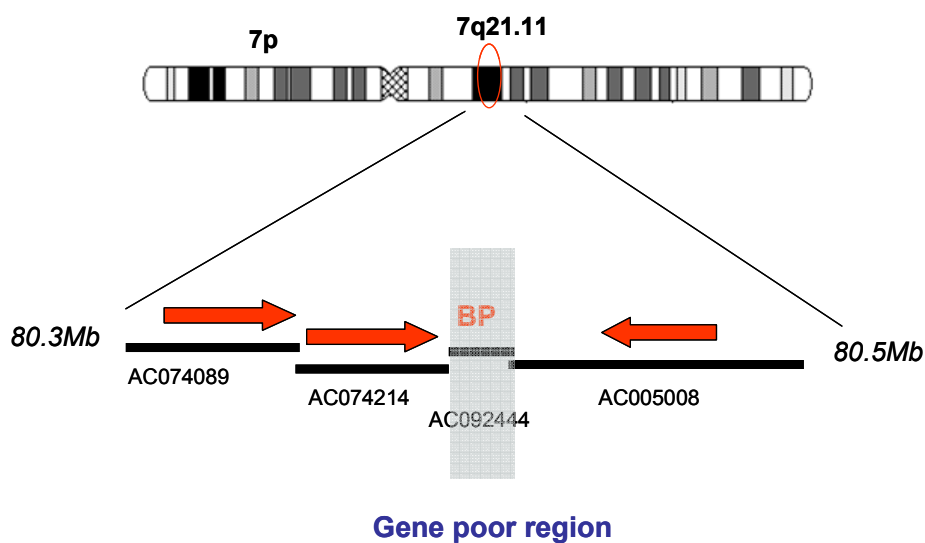 7p
7q21.11
80.3Mb
BP
80.5Mb
AC074089
AC074214
AC092444
AC005008
Gene poor region